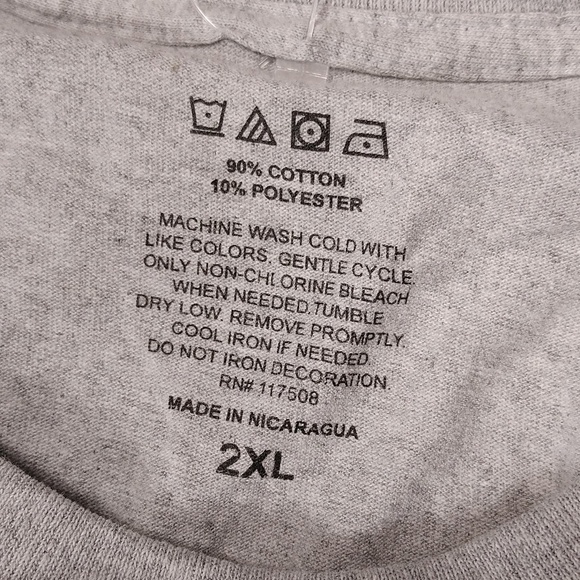 90% COTTON
10% POLYESTER
MACHINE WASH COLD WITH
LIKE COLORS, GENTLE CYCLE.
ONLY NON-CHLORINE BLEACH
WHEN NEEDED.TUMBLE
DRY LOW. REMOVE PROMPTLY.
COOL IRON IF NEEDED.
DO NOT IRON DECORATION.
RN# 117508
MADE IN NICARAGUA
2XL